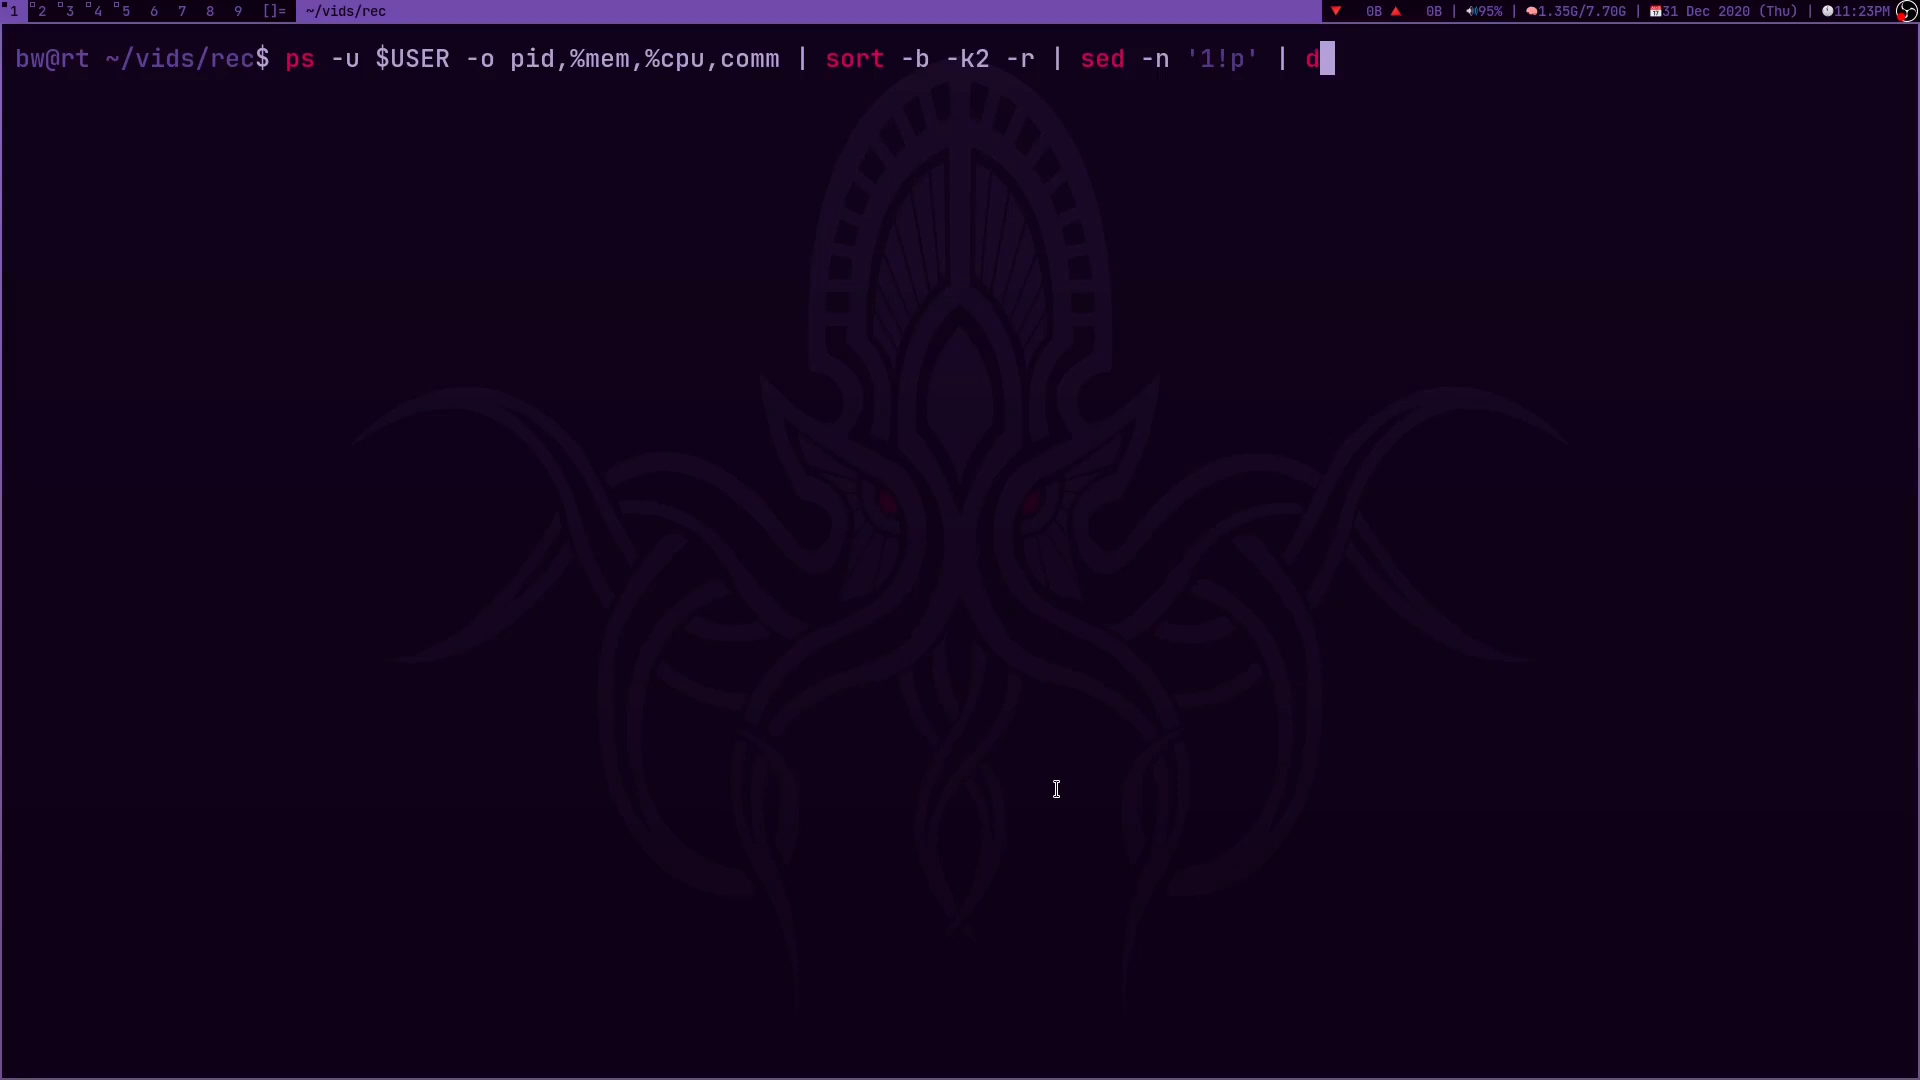 1 2 3 4 5 6 7 8 9 []= ~/vids/rec 0B 0B | 95% | 1.35G/7.70G | 31 Dec 2020 (Thu) | 11:23PM
bw@rt ~/vids/rec$ ps -u $USER -o pid,%mem,%cpu,comm | sort -b -k2 -r | sed -n '1!p' | d